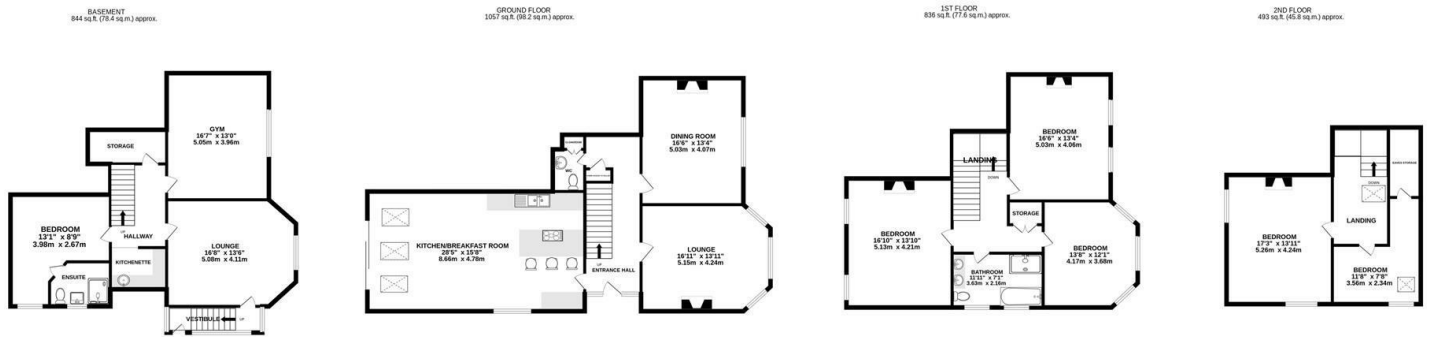 BASEMENT
844 sq.ft. (78.4 sq.m.) approx.
GYM
16'7" x 13'0"
5.05m x 3.96m
STORAGE
BEDROOM
13'1" x 8'9"
3.98m x 2.67m
UP
HALLWAY
LOUNGE
16'8" x 13'6"
5.08m x 4.11m
KITCHENETTE
ENSUITE
VESTIBULE
UP
GROUND FLOOR
1057 sq.ft. (98.2 sq.m.) approx.
DINING ROOM
16'6" x 13'4"
5.03m x 4.07m
WC
KITCHEN/BREAKFAST ROOM
28'5" x 15'8"
8.66m x 4.78m
LOUNGE
16'11" x 13'11"
5.15m x 4.24m
UP
ENTRANCE HALL
1ST FLOOR
836 sq.ft. (77.6 sq.m.) approx.
BEDROOM
16'6" x 13'4"
5.03m x 4.06m
LANDING
DOWN
BEDROOM
16'10" x 13'10"
5.13m x 4.21m
STORAGE
BEDROOM
13'8" x 12'1"
4.17m x 3.68m
BATHROOM
11'11" x 7'1"
3.63m x 2.16m
2ND FLOOR
493 sq.ft. (45.8 sq.m.) approx.
EAVES STORAGE
DOWN
LANDING
BEDROOM
17'3" x 13'11"
5.26m x 4.24m
BEDROOM
11'8" x 7'8"
3.56m x 2.34m